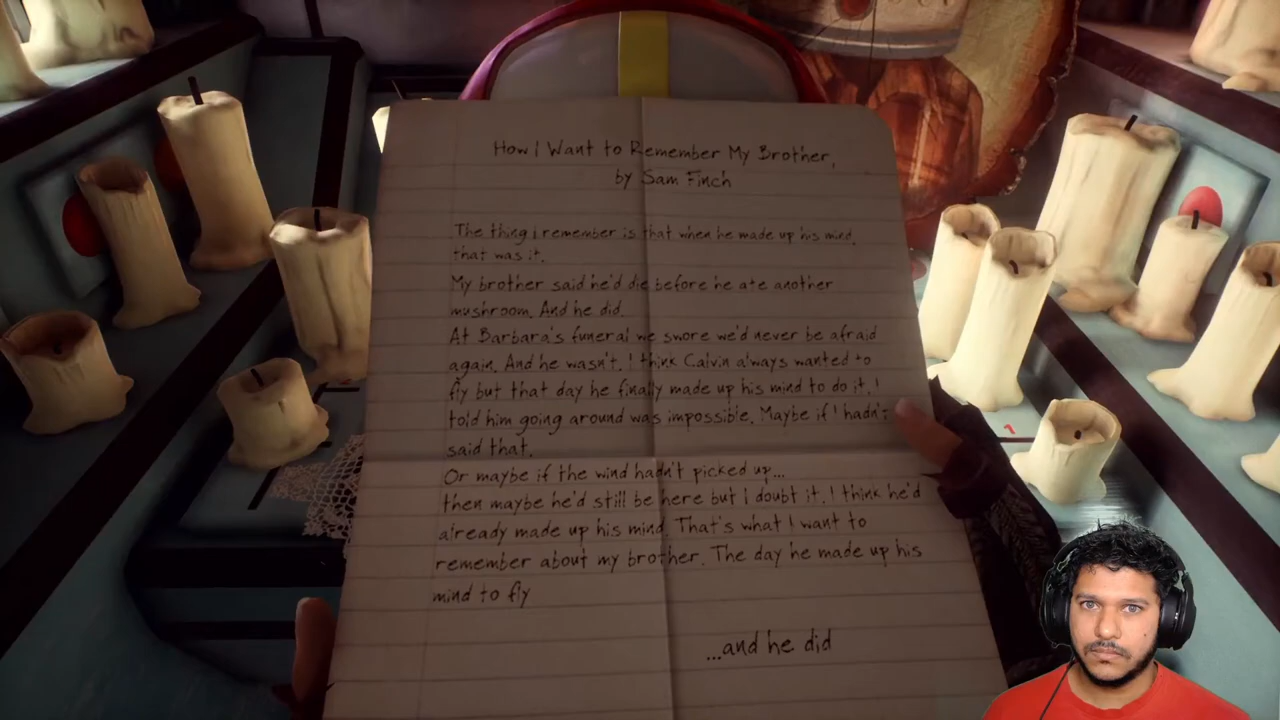 How I Want to Remember My Brother,
by Sam Finch
The thing i remember is that when he made up his mind,
that was it.
My brother said he'd die before he ate another
mushroom. And he did.
At Barbara's funeral we swore we'd never be afraid
again. And he wasn't. I think Calvin always wanted to
fly but that day he finally made up his mind to do it. I
told him going around was impossible. Maybe if I hadn't
said that.
Or maybe if the wind hadn't picked up...
then maybe he'd still be here but I doubt it. I think he'd
already made up his mind. That's what I want to
remember about my brother. The day he made up his
mind to fly
...and he did